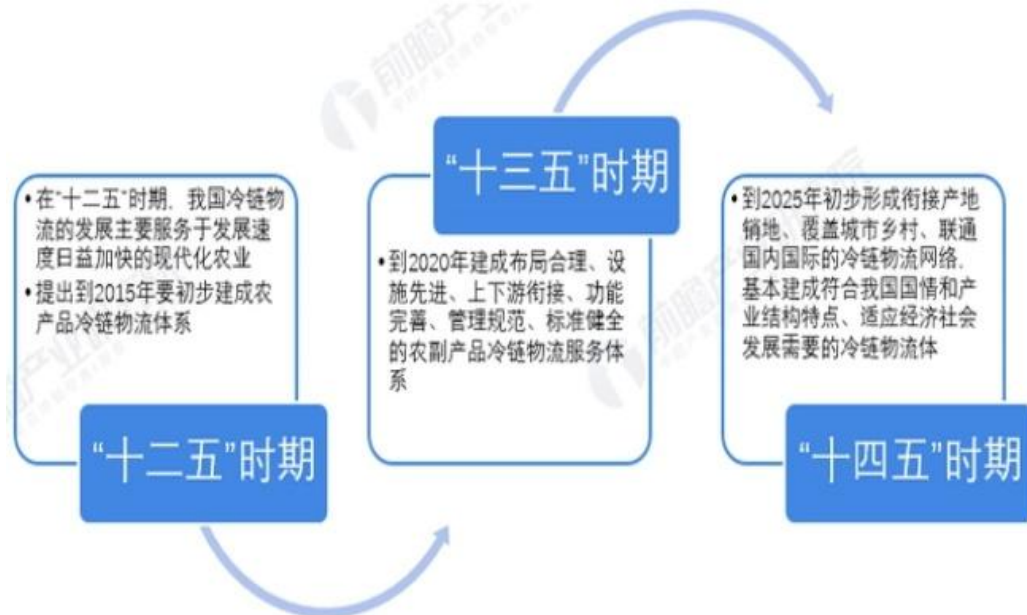 •在“十二五”时期，我国冷链物
流的发展主要服务于发展速
度日益加快的现代化农业
•提出到2015年要初步建成农
产品冷链物流体系
“十二五”时期
“十三五”时期
•到2020年建成布局合理、设
施先进、上下游衔接、功能
完善、管理规范、标准健全
的农副产品冷链物流服务体
系
•到2025年初步形成衔接产地
销地、覆盖城市乡村、联通
国内国际的冷链物流网络，
基本建成符合我国国情和产
业结构特点、适应经济社会
发展需要的冷链物流体
“十四五”时期